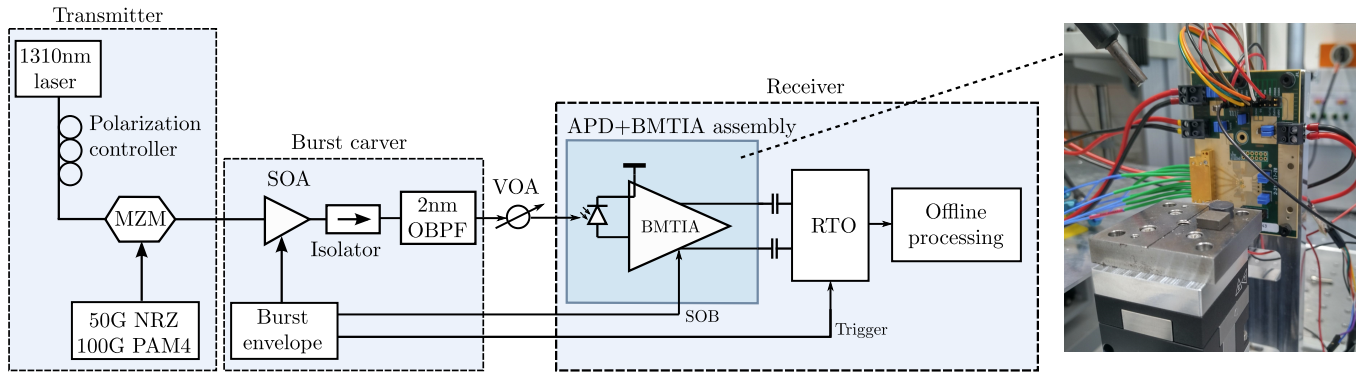 Transmitter
1310nm
laser
Polarization
controller
MZM
50G NRZ
100G PAM4
Burst carver
SOA
Isolator
2nm
OBPF
Burst
envelope
VOA
Receiver
APD+BMTIA assembly
BMTIA
SOB
RTO
Trigger
Offline
processing